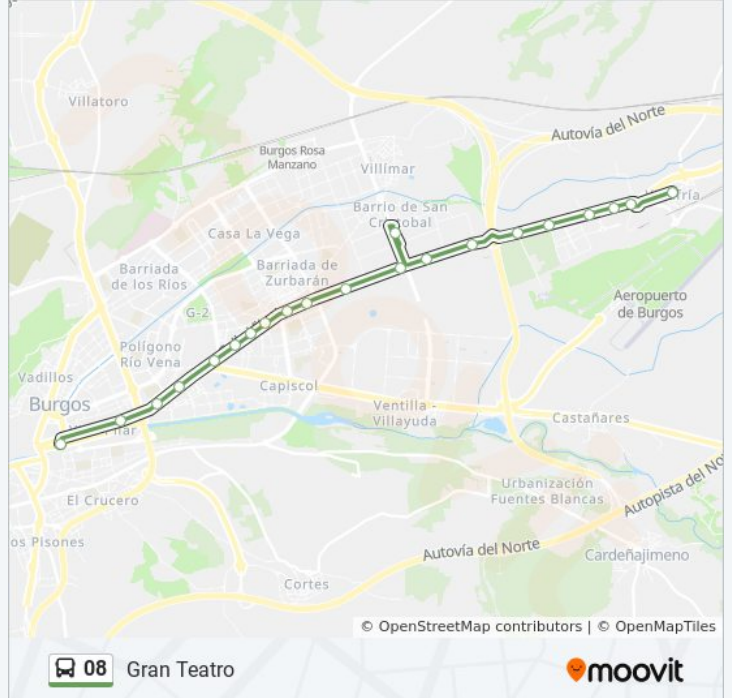 Villatoro
Autovía del Norte
Burgos Rosa
Manzano
Villímar
Barrio de San
Casa La Vega
Barriada
de los Ríos
Barriada de
Zurbarán
Aeropuerto
de Burgos
G-2
Polígono
Río Vena
Vadillos
Capiscol
Burgos
Ventilla -
Villayuda
Castañares
Urbanización
Fuentes Blancas
Autopista del No
El Crucero
os Pisones
Autovía del Norte
Cardeñajimeno
Cortes
© OpenStreetMap contributors | © OpenMapTiles
08 Gran Teatro
moovit